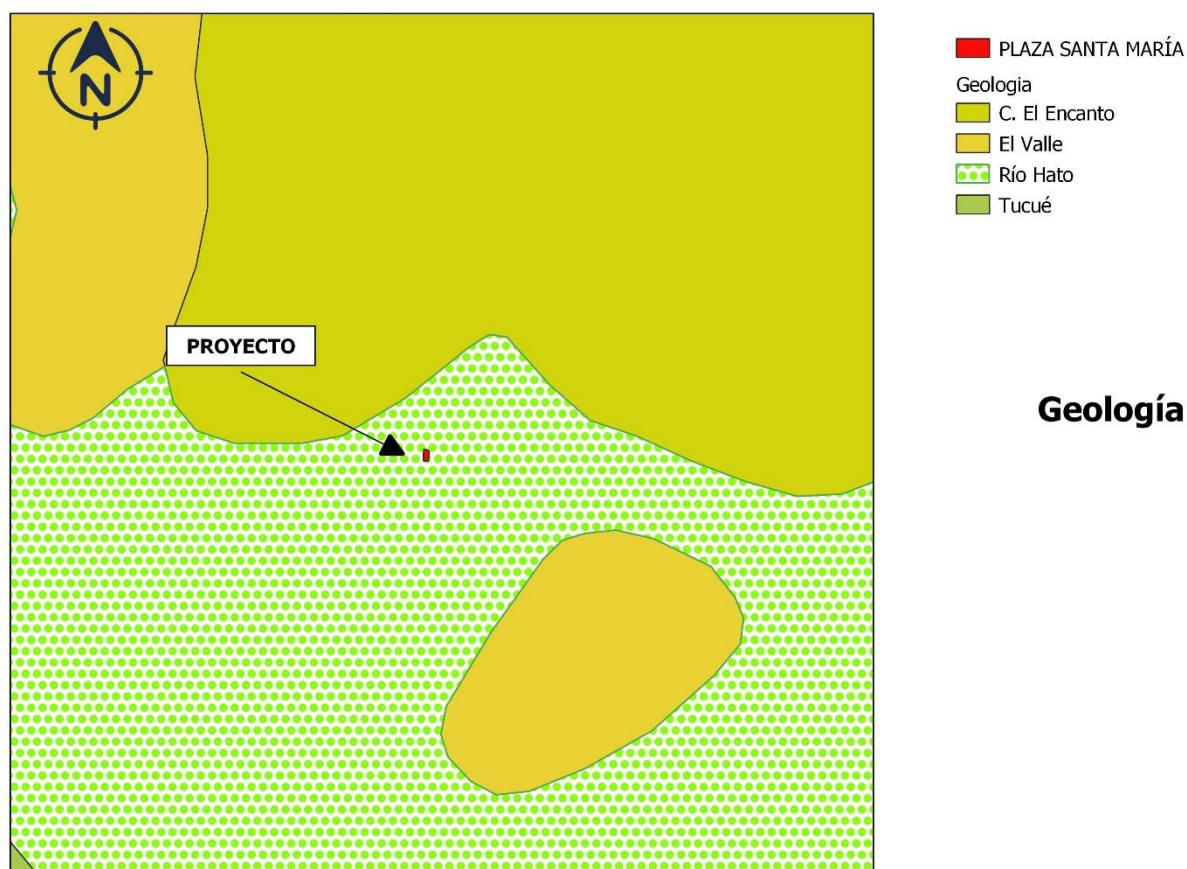 N
PROYECTO
PLAZA SANTA MARÍA
Geologia
C. El Encanto
El Valle
Río Hato
Tucué
Geología